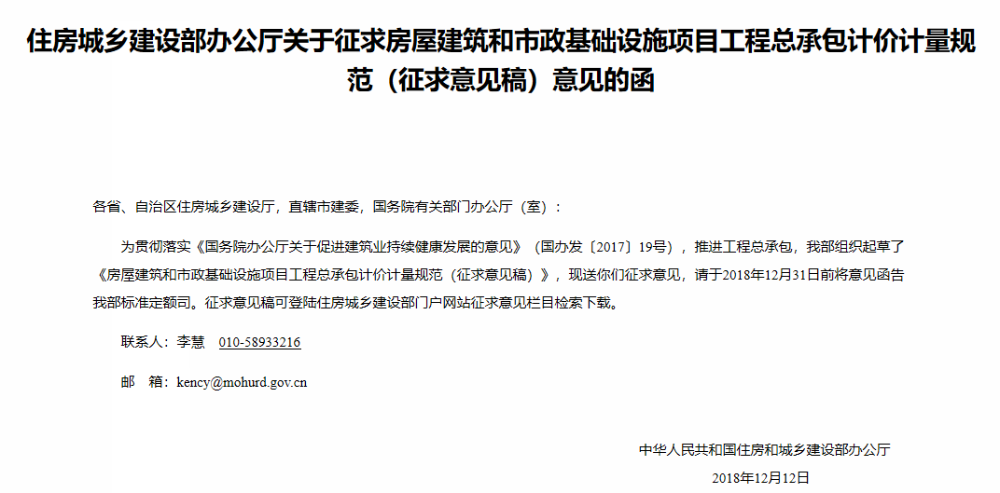 住房城乡建设部办公厅关于征求房屋建筑和市政基础设施项目工程总承包计价计量规
范（征求意见稿）意见的函
各省、自治区住房城乡建设厅，直辖市建委，国务院有关部门办公厅（室）：
为贯彻落实《国务院办公厅关于促进建筑业持续健康发展的意见》（国办发〔2017〕19号），推进工程总承包，我部组织起草了
《房屋建筑和市政基础设施项目工程总承包计价计量规范（征求意见稿）》，现送你们征求意见，请于2018年12月31日前将意见函告
我部标准定额司。征求意见稿可登陆住房城乡建设部门户网站征求意见栏目检索下载。
联系人：李慧　010-58933216
邮　箱：kency@mohurd.gov.cn
中华人民共和国住房和城乡建设部办公厅
2018年12月12日